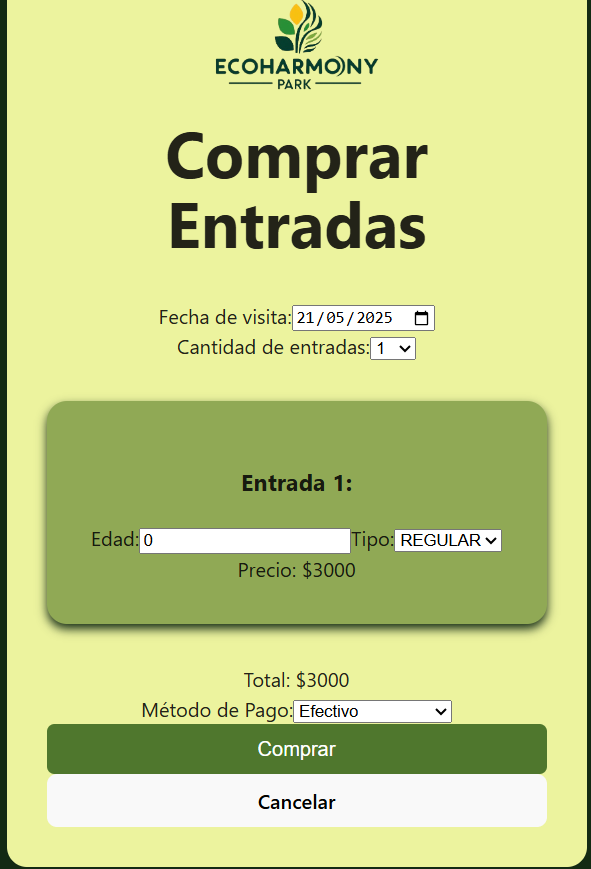 ECOHARMONY
PARK
Comprar
Entradas
Fecha de visita: 21/05/2025
Cantidad de entradas: 1
Entrada 1:
Edad: 0 Tipo: REGULAR
Precio: $3000
Total: $3000
Método de Pago: Efectivo
Comprar
Cancelar